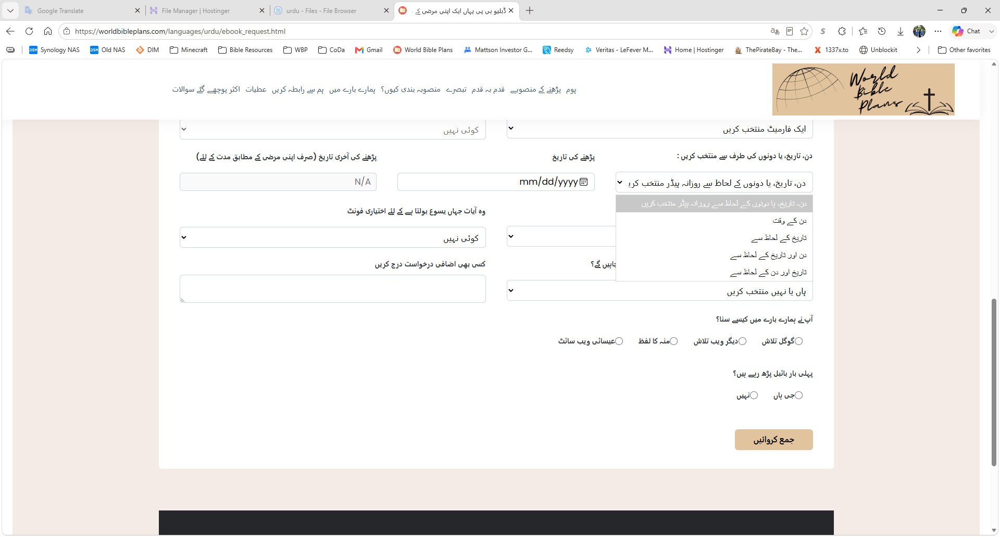 Google Translate
File Manager | Hostinger
urdu - Files - File Browser
ڈبلیو بی پی یہاں ایک اپنی مرضی کے
https://worldbibleplans.com/languages/urdu/ebook_request.html
Chat
Synology NAS
Old NAS
DIM
Minecraft
Bible Resources
WBP
CoDa
Gmail
World Bible Plans
Mattson Investor G...
Reedsy
Veritas - LeFever M...
Home | Hostinger
ThePirateBay - The...
1337x.to
Unblockit
Other favorites
World
Bible
Plans
ہوم پڑھنے کے منصوبے قدم بہ قدم تبصرے منصوبہ بندی کیوں؟ ہمارے بارے میں ہم سے رابطہ کریں عطیات اکثر پوچھے گئے سوالات
ایک فارمیٹ منتخب کریں
کوئی نہیں
دن، تاریخ، یا دونوں کی طرف سے منتخب کریں :
پڑھنے کی تاریخ
پڑھنے کی آخری تاریخ (صرف اپنی مرضی کے مطابق مدت کے لئے)
دن، تاریخ، یا دونوں کے لحاظ سے روزانہ ہیڈر منتخب کری
mm/dd/yyyy
N/A
دن، تاریخ، یا دونوں کے لحاظ سے روزانہ ہیڈر منتخب کریں
دن کے وقت
تاریخ کے لحاظ سے
دن اور تاریخ کے لحاظ سے
تاریخ اور دن کے لحاظ سے
وہ آیات جہاں یسوع بولتا ہے کے لئے اختیاری فونٹ
کوئی نہیں
چاہیں گے؟
کسی بھی اضافی درخواست درج کریں
ہاں یا نہیں منتخب کریں
آپ نے ہمارے بارے میں کیسے سنا؟
گوگل تلاش
دیگر ویب تلاش
منہ کا لفظ
عیسائی ویب سائٹ
پہلی بار بائبل پڑھ رہے ہیں؟
جی ہاں
نہیں
جمع کروائیں